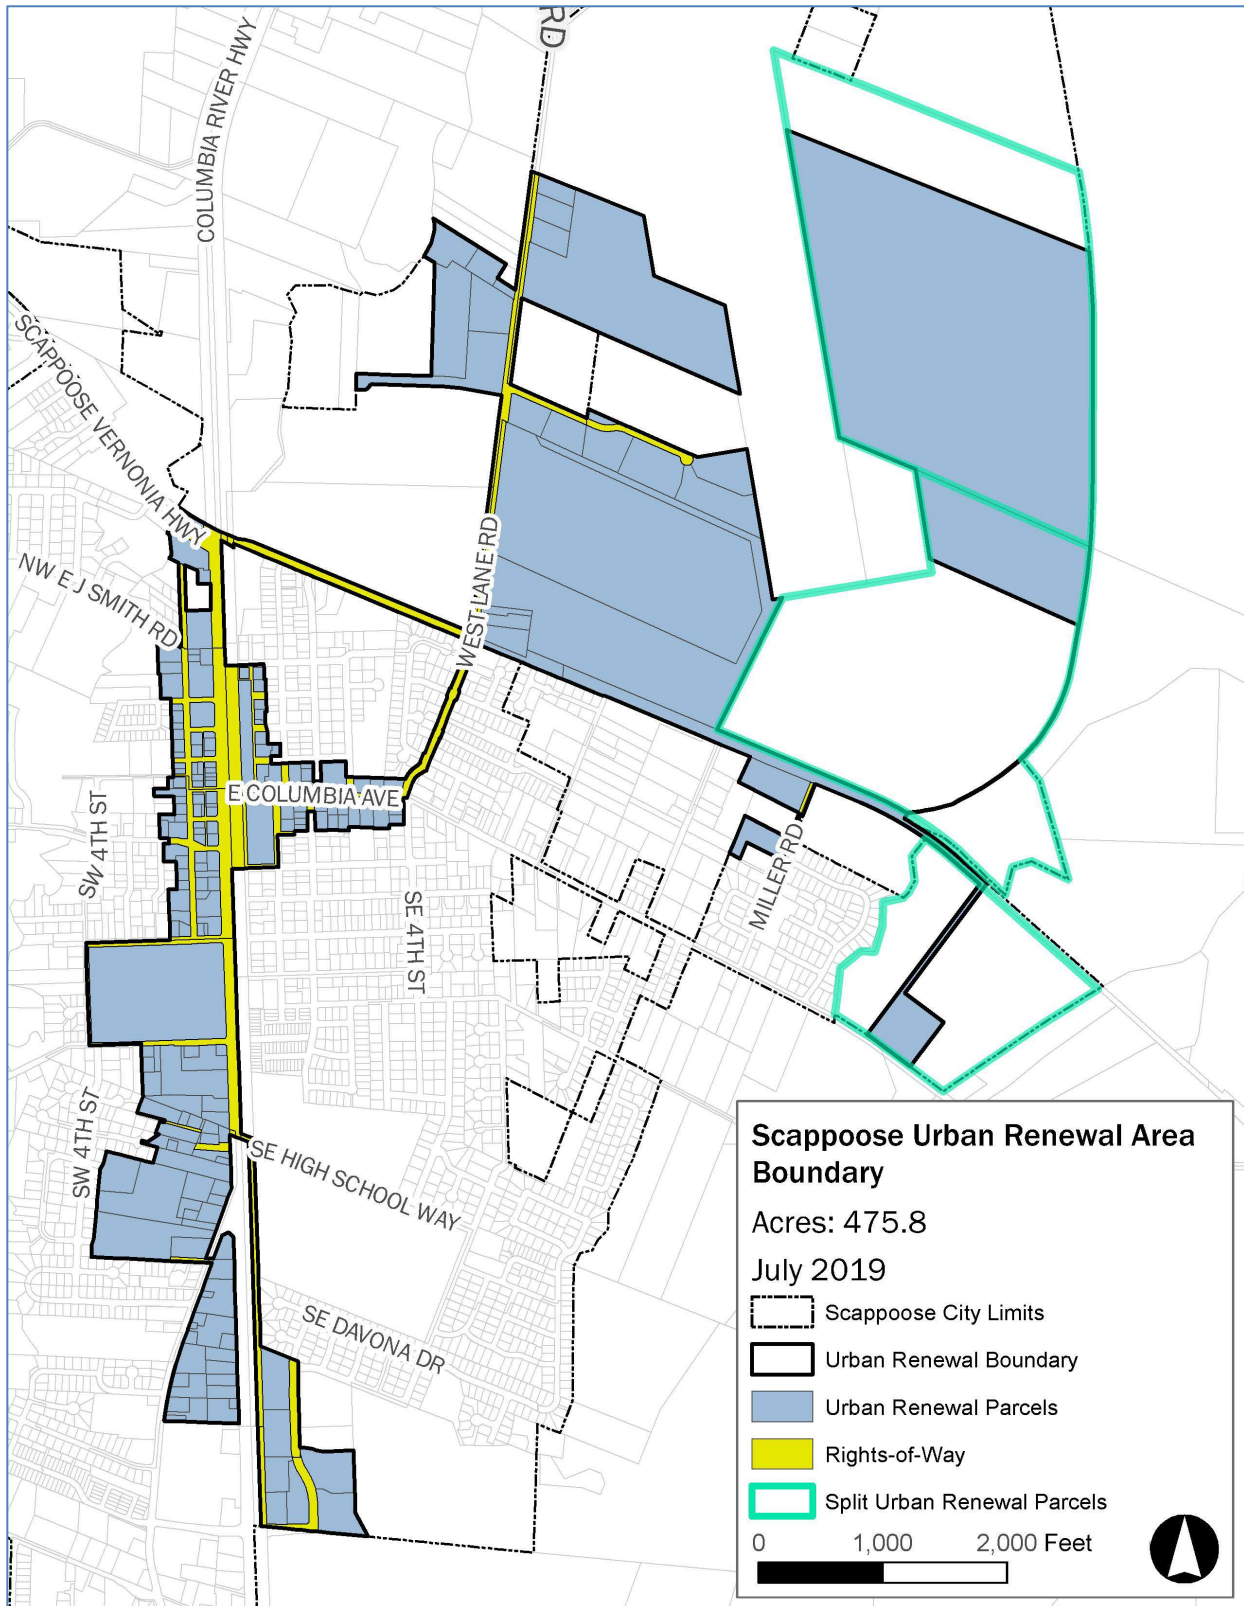 RD
COLUMBIA RIVER HWY
SCAPPOOSE VERNONIA HWY
NW E J SMITH RD
WEST LANE RD
E COLUMBIA AVE
SW 4TH ST
SE 4TH ST
MILLER RD
SW 4TH ST
SE HIGH SCHOOL WAY
SE DAVONA DR
Scappoose Urban Renewal Area
Boundary
Acres: 475.8
July 2019
Scappoose City Limits
Urban Renewal Boundary
Urban Renewal Parcels
Rights-of-Way
Split Urban Renewal Parcels
0 1,000 2,000 Feet